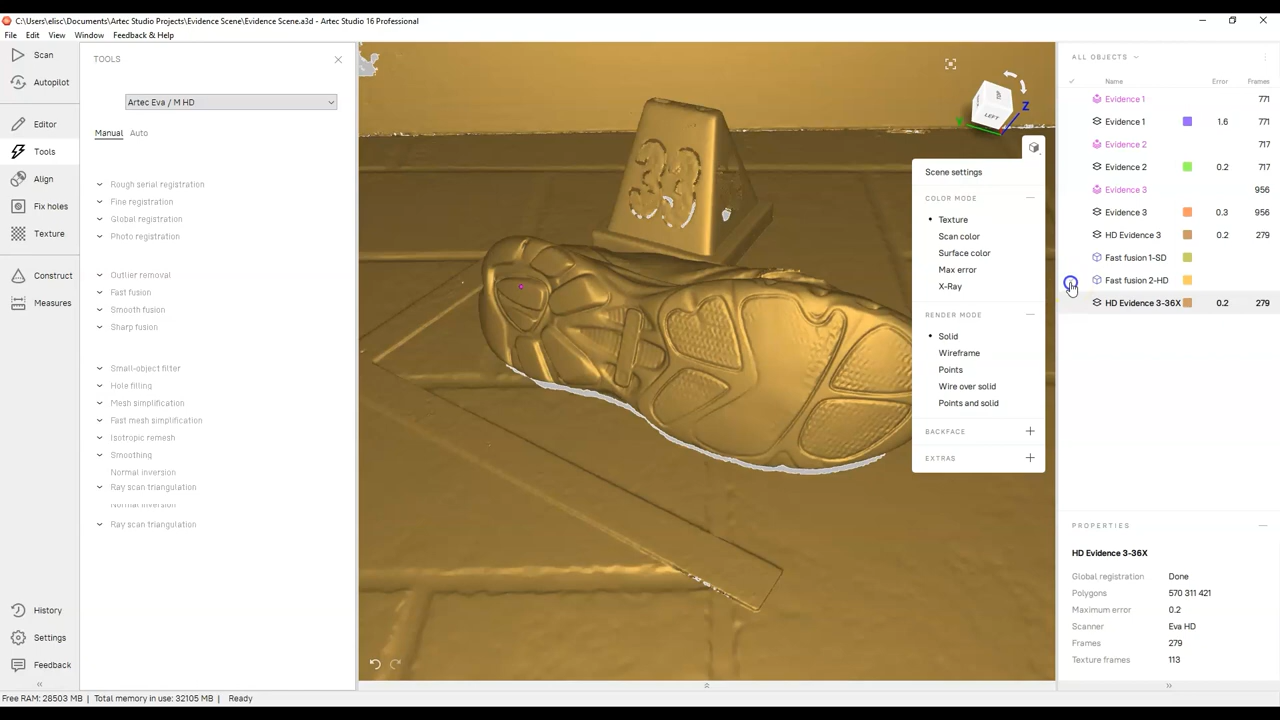 C:\Users\elisc\Documents\Artec Studio Projects\Evidence Scene\Evidence Scene.a3d - Artec Studio 16 Professional
File Edit View Window Feedback & Help
Scan
Autopilot
Editor
Tools
Align
Fix holes
Texture
Construct
Measures
History
Settings
Feedback
TOOLS
Artec Eva / M HD
Manual Auto
Rough serial registration
Fine registration
Global registration
Photo registration
Outlier removal
Fast fusion
Smooth fusion
Sharp fusion
Small-object filter
Hole filling
Mesh simplification
Fast mesh simplification
Isotropic remesh
Smoothing
Normal inversion
Ray scan triangulation
Normal inversion
Ray scan triangulation
33
TOP
LEFT
Z
Y
Scene settings
COLOR MODE
Texture
Scan color
Surface color
Max error
X-Ray
RENDER MODE
Solid
Wireframe
Points
Wire over solid
Points and solid
BACKFACE
EXTRAS
ALL OBJECTS
Name Error Frames
Evidence 1 771
Evidence 1 1.6 771
Evidence 2 717
Evidence 2 0.2 717
Evidence 3 956
Evidence 3 0.3 956
HD Evidence 3 0.2 279
Fast fusion 1-SD
Fast fusion 2-HD
HD Evidence 3-36X 0.2 279
PROPERTIES
HD Evidence 3-36X
Global registration Done
Polygons 570 311 421
Maximum error 0.2
Scanner Eva HD
Frames 279
Texture frames 113
Free RAM: 28503 MB | Total memory in use: 32105 MB | Ready